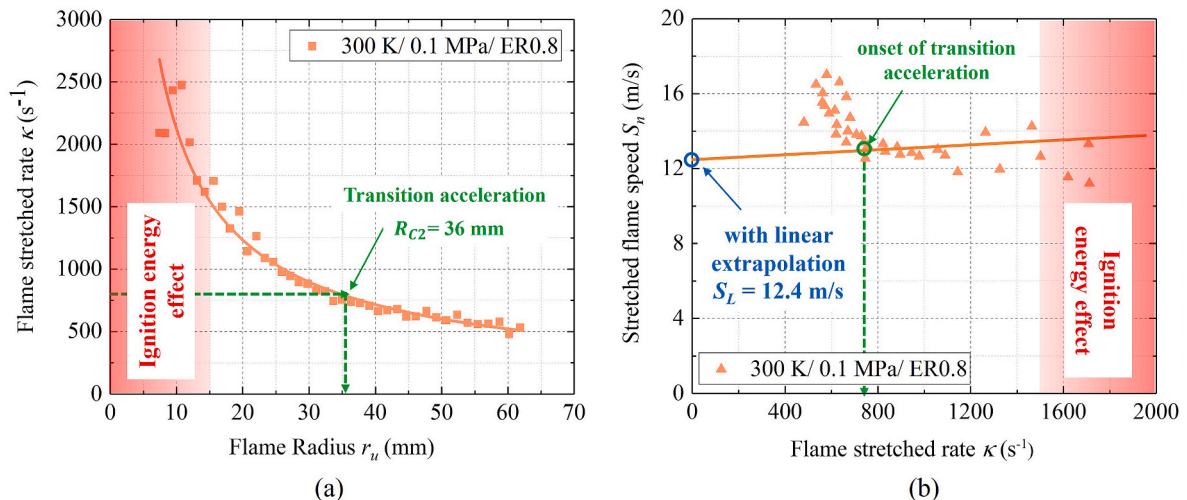 3000
2500
2000
1500
1000
500
0
0 10 20 30 40 50 60 70
Flame stretched rate κ (s⁻¹)
Flame Radius rᵤ (mm)
300 K/ 0.1 MPa/ ER0.8
Ignition energy
effect
Transition acceleration
R_C2= 36 mm
(a)
20
16
12
8
4
0
0 400 800 1200 1600 2000
Stretched flame speed Sₙ (m/s)
Flame stretched rate κ (s⁻¹)
onset of transition
acceleration
with linear
extrapolation
S_L = 12.4 m/s
Ignition
energy effect
300 K/ 0.1 MPa/ ER0.8
(b)